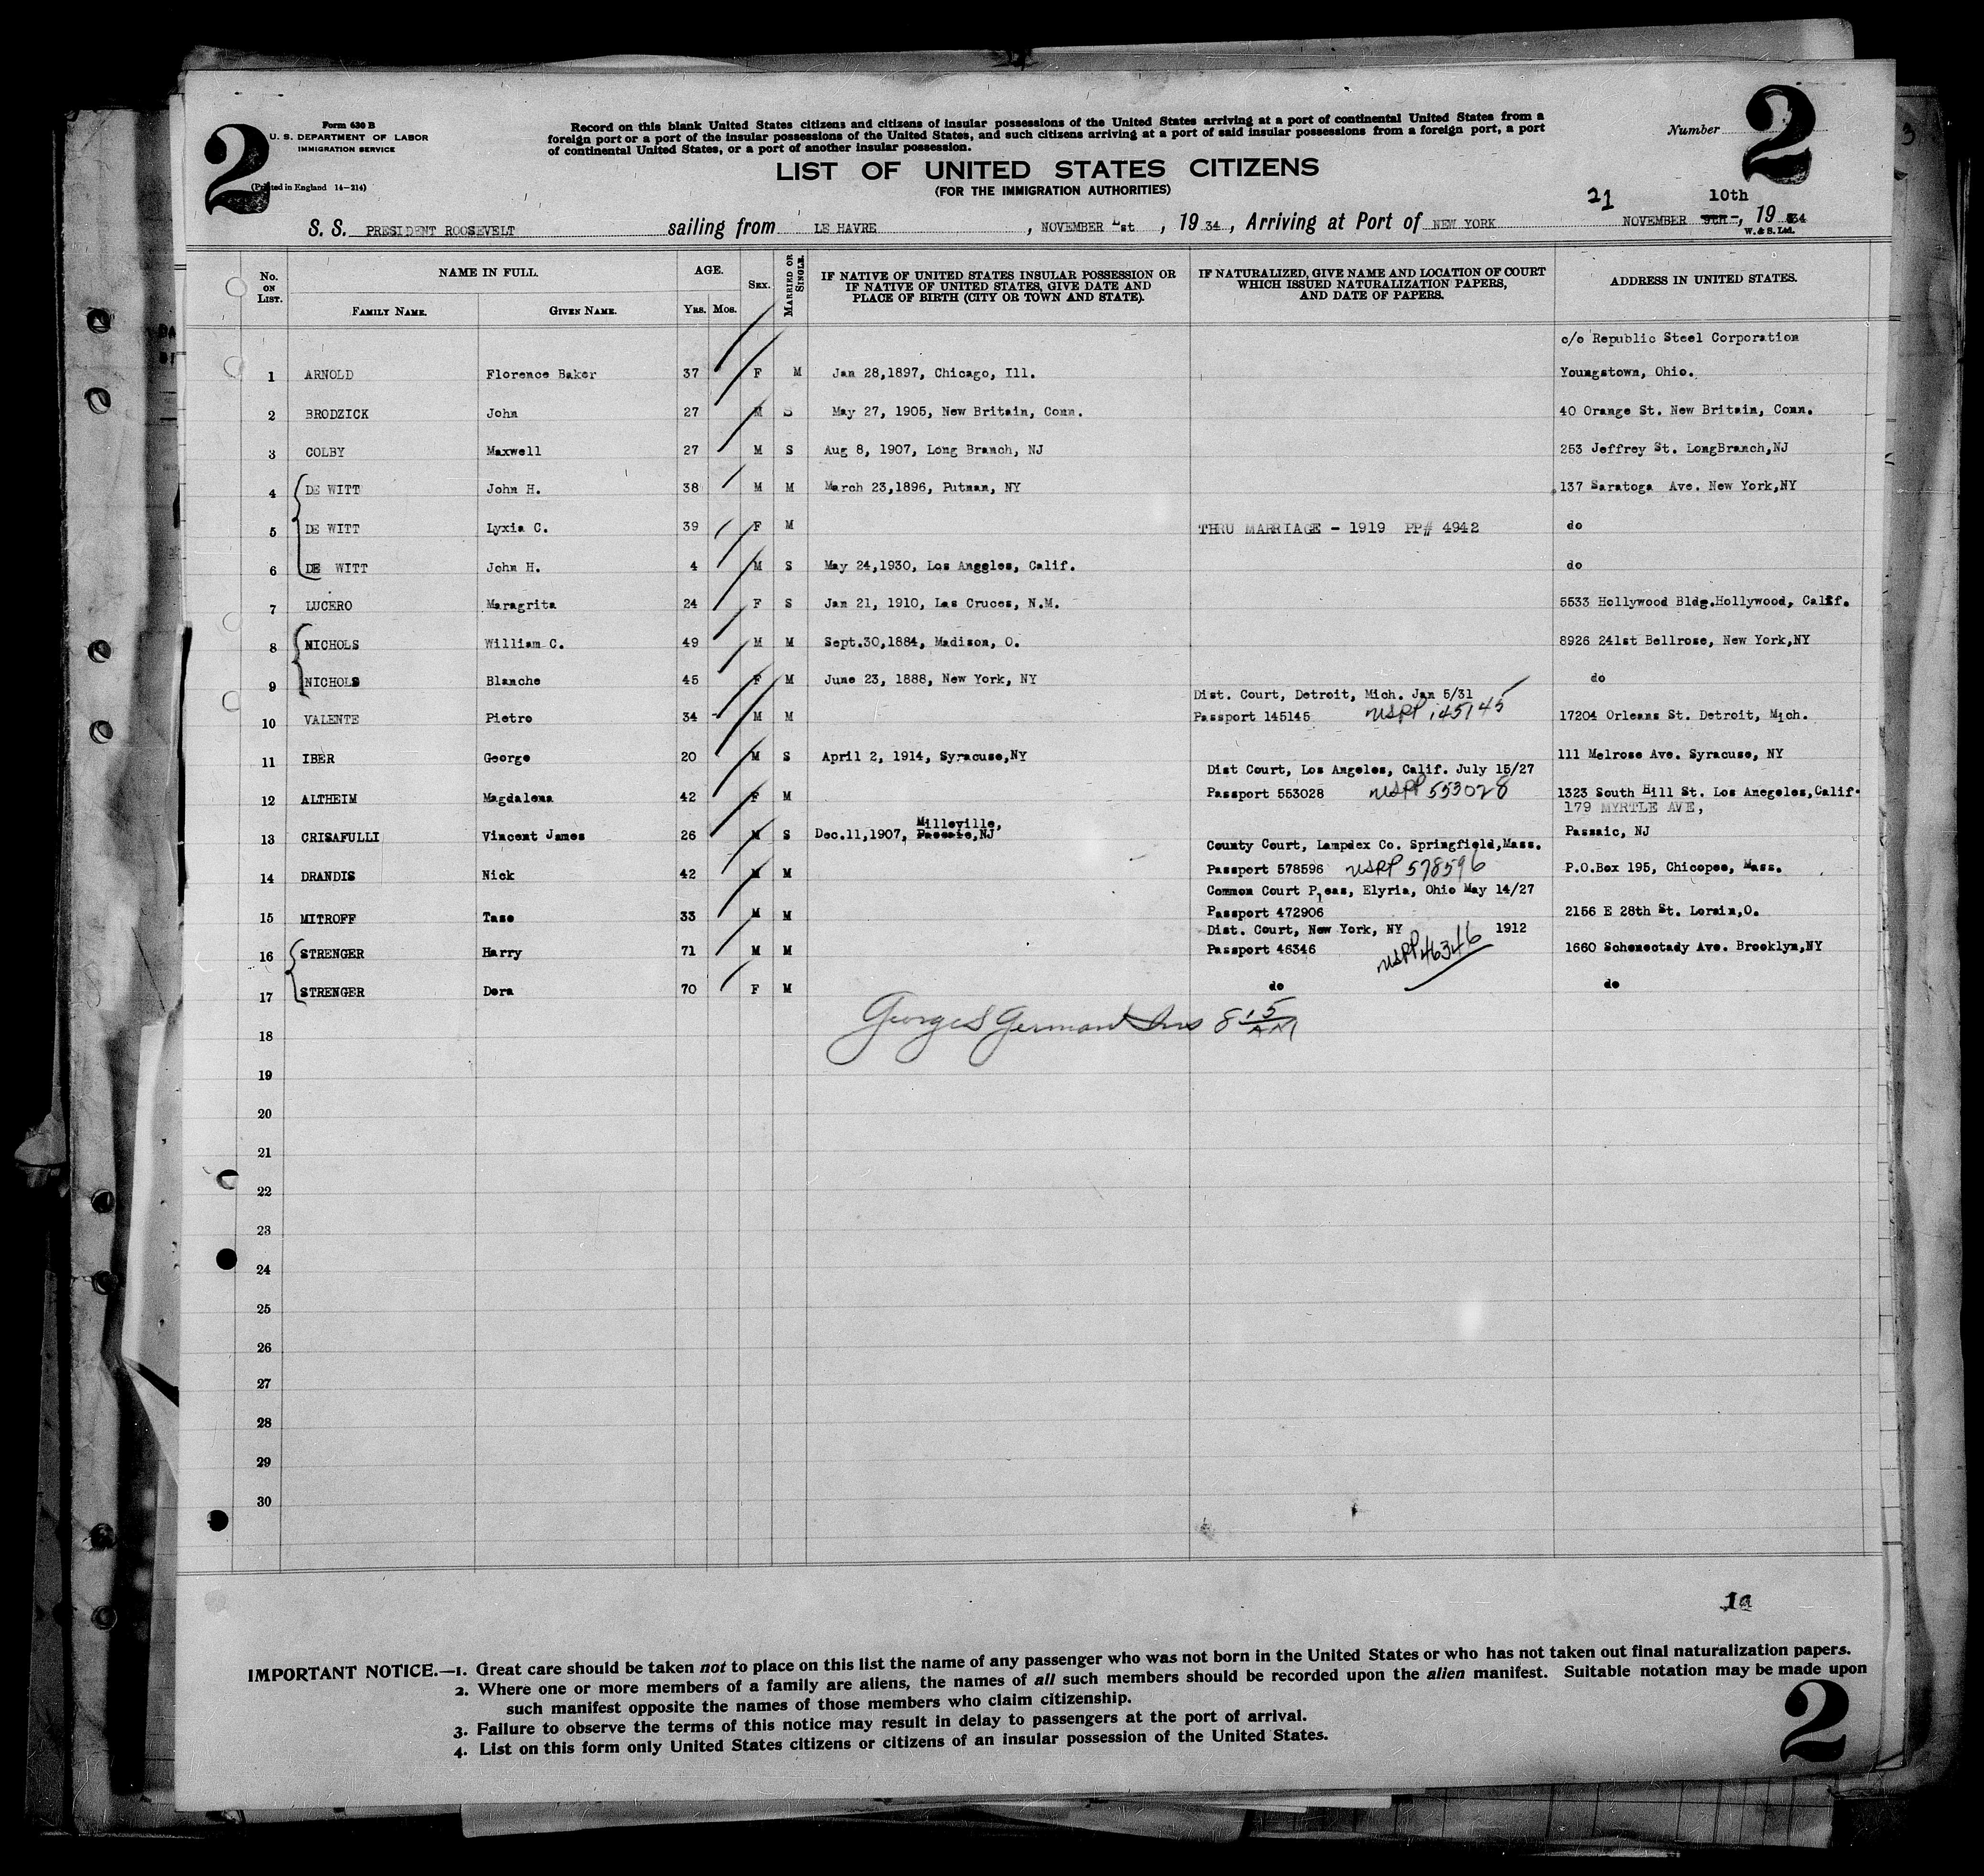 2
Form 630 B
U. S. DEPARTMENT OF LABOR
IMMIGRATION SERVICE
(Printed in England 14-214)
Record on this blank United States citizens and citizens of insular possessions of the United States arriving at a port of continental United States from a
foreign port or a port of the insular possessions of the United States, and such citizens arriving at a port of said insular possessions from a foreign port, a port
of continental United States, or a port of another insular possession.
LIST OF UNITED STATES CITIZENS
(FOR THE IMMIGRATION AUTHORITIES)
Number
2
3
21
10th
S. S. PRESIDENT ROOSEVELT sailing from LE HAVRE, NOVEMBER 1st, 1934, Arriving at Port of NEW YORK NOVEMBER 9th, 1934
W. & S. Ltd.
No. ON LIST.
NAME IN FULL.
FAMILY NAME.
GIVEN NAME.
AGE.
YRS. MOS.
SEX.
MARRIED OR SINGLE.
IF NATIVE OF UNITED STATES INSULAR POSSESSION OR
IF NATIVE OF UNITED STATES, GIVE DATE AND
PLACE OF BIRTH (CITY OR TOWN AND STATE).
IF NATURALIZED, GIVE NAME AND LOCATION OF COURT
WHICH ISSUED NATURALIZATION PAPERS,
AND DATE OF PAPERS.
ADDRESS IN UNITED STATES.
c/o Republic Steel Corporation
1 ARNOLD Florence Baker 37 F M Jan 28,1897, Chicago, Ill. Youngstown, Ohio.
2 BRODZICK John 27 M S May 27, 1905, New Britain, Conn. 40 Orange St. New Britain, Conn.
3 COLBY Maxwell 27 M S Aug 8, 1907, Long Branch, NJ 253 Jeffrey St. LongBranch,NJ
4 DE WITT John H. 38 M M March 23,1896, Putnam, NY 137 Saratoga Ave. New York,NY
5 DE WITT Lyxia C. 39 F M THRU MARRIAGE - 1919 PP# 4942 do
6 DE WITT John H. 4 M S May 24,1930, Los Anggles, Calif. do
7 LUCERO Maragrita 24 F S Jan 21, 1910, Las Cruces, N.M. 5533 Hollywood Bldg.Hollywood, Calif.
8 NICHOLS William C. 49 M M Sept.30,1884, Madison, O. 8926 241st Bellrose, New York,NY
9 NICHOLS Blanche 45 F M June 23, 1888, New York, NY do
Dist. Court, Detroit, Mich. Jan 5/31
10 VALENTE Pietro 34 M M Passport 145145 USPP 145145 17204 Orleans St. Detroit, Mich.
11 IBER George 20 M S April 2, 1914, Syracuse,NY 111 Melrose Ave. Syracuse, NY
Dist Court, Los Angeles, Calif. July 15/27
12 ALTHEIM Magdalena 42 F M Passport 553028 USPP 553028 1323 South Hill St. Los Anegeles,Calif.
179 MYRTLE AVE,
Milleville,
13 CRISAFULLI Vincent James 26 M S Dec.11,1907, Passaic,NJ Passaic, NJ
County Court, Lampdex Co. Springfield,Mass.
14 DRANDIS Nick 42 M M Passport 578596 USPP 578596 P.O.Box 195, Chicopee, Mass.
Common Court Pleas, Elyria, Ohio May 14/27
15 MITROFF Taso 33 M M Passport 472906 2156 E 28th St. Lorain,O.
Dist. Court, New York, NY 1912
16 STRENGER Harry 71 M M Passport 46346 USPP 46346 1660 Schenectady Ave. Brooklyn,NY
17 STRENGER Dora 70 F M do do
George S German Ins 8 15 AM
18
19
20
21
22
23
24
25
26
27
28
29
30
1a
IMPORTANT NOTICE.—1. Great care should be taken not to place on this list the name of any passenger who was not born in the United States or who has not taken out final naturalization papers.
2. Where one or more members of a family are aliens, the names of all such members should be recorded upon the alien manifest. Suitable notation may be made upon
such manifest opposite the names of those members who claim citizenship.
3. Failure to observe the terms of this notice may result in delay to passengers at the port of arrival.
4. List on this form only United States citizens or citizens of an insular possession of the United States.
2